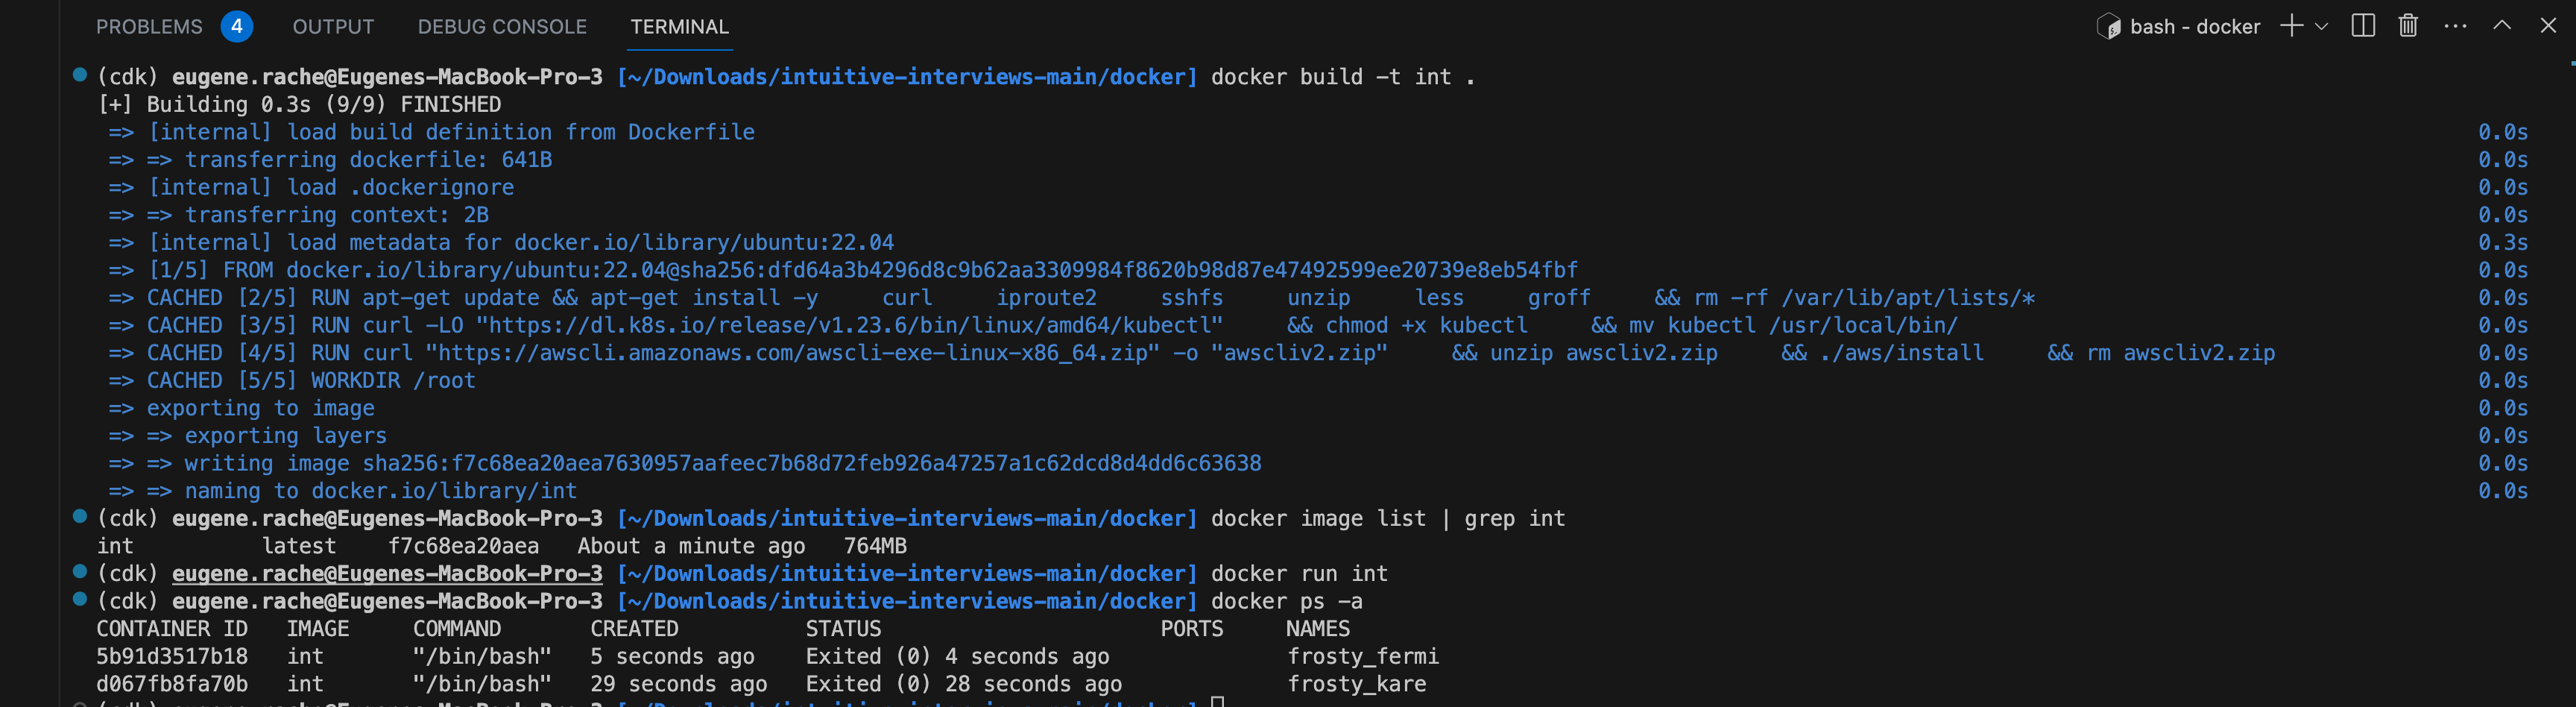 PROBLEMS 4 OUTPUT DEBUG CONSOLE TERMINAL bash - docker
(cdk) eugene.rache@Eugenes-MacBook-Pro-3 [~/Downloads/intuitive-interviews-main/docker] docker build -t int .
[+] Building 0.3s (9/9) FINISHED
=> [internal] load build definition from Dockerfile 0.0s
=> => transferring dockerfile: 641B 0.0s
=> [internal] load .dockerignore 0.0s
=> => transferring context: 2B 0.0s
=> [internal] load metadata for docker.io/library/ubuntu:22.04 0.3s
=> [1/5] FROM docker.io/library/ubuntu:22.04@sha256:dfd64a3b4296d8c9b62aa3309984f8620b98d87e47492599ee20739e8eb54fbf 0.0s
=> CACHED [2/5] RUN apt-get update && apt-get install -y     curl     iproute2     sshfs     unzip     less     groff     && rm -rf /var/lib/apt/lists/* 0.0s
=> CACHED [3/5] RUN curl -LO "https://dl.k8s.io/release/v1.23.6/bin/linux/amd64/kubectl"     && chmod +x kubectl     && mv kubectl /usr/local/bin/ 0.0s
=> CACHED [4/5] RUN curl "https://awscli.amazonaws.com/awscli-exe-linux-x86_64.zip" -o "awscliv2.zip"     && unzip awscliv2.zip     && ./aws/install     && rm awscliv2.zip 0.0s
=> CACHED [5/5] WORKDIR /root 0.0s
=> exporting to image 0.0s
=> => exporting layers 0.0s
=> => writing image sha256:f7c68ea20aea7630957aafeec7b68d72feb926a47257a1c62dcd8d4dd6c63638 0.0s
=> => naming to docker.io/library/int 0.0s
(cdk) eugene.rache@Eugenes-MacBook-Pro-3 [~/Downloads/intuitive-interviews-main/docker] docker image list | grep int
int latest f7c68ea20aea About a minute ago 764MB
(cdk) eugene.rache@Eugenes-MacBook-Pro-3 [~/Downloads/intuitive-interviews-main/docker] docker run int
(cdk) eugene.rache@Eugenes-MacBook-Pro-3 [~/Downloads/intuitive-interviews-main/docker] docker ps -a
CONTAINER ID IMAGE COMMAND CREATED STATUS PORTS NAMES
5b91d3517b18 int "/bin/bash" 5 seconds ago Exited (0) 4 seconds ago frosty_fermi
d067fb8fa70b int "/bin/bash" 29 seconds ago Exited (0) 28 seconds ago frosty_kare
(cdk) eugene.rache@Eugenes-MacBook-Pro-3 [~/Downloads/intuitive-interviews-main/docker]